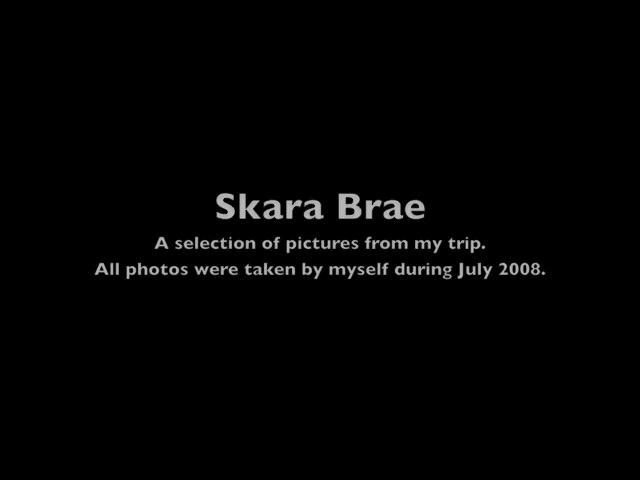 Skara Brae
A selection of pictures from my trip.
All photos were taken by myself during July 2008.